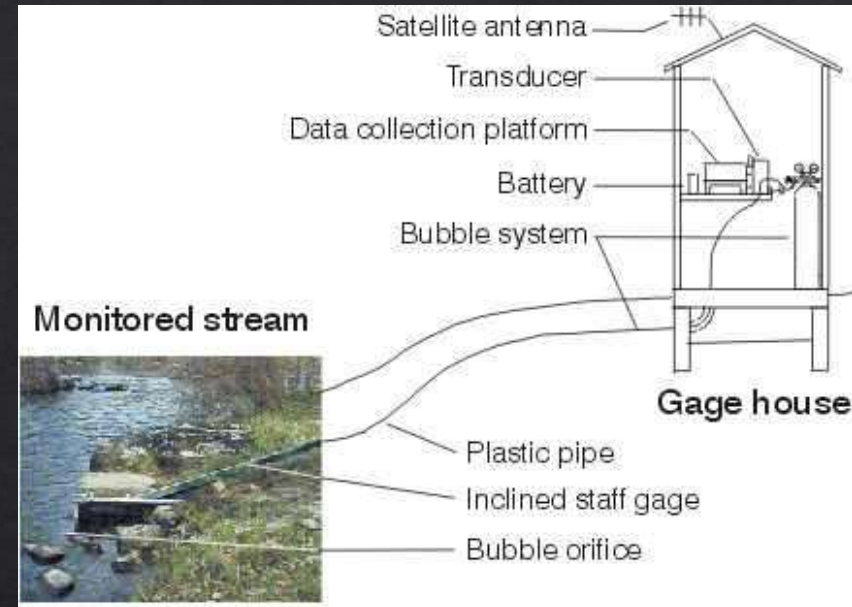 Satellite antenna
Transducer
Data collection platform
Battery
Bubble system
Monitored stream
Gage house
Plastic pipe
Inclined staff gage
Bubble orifice